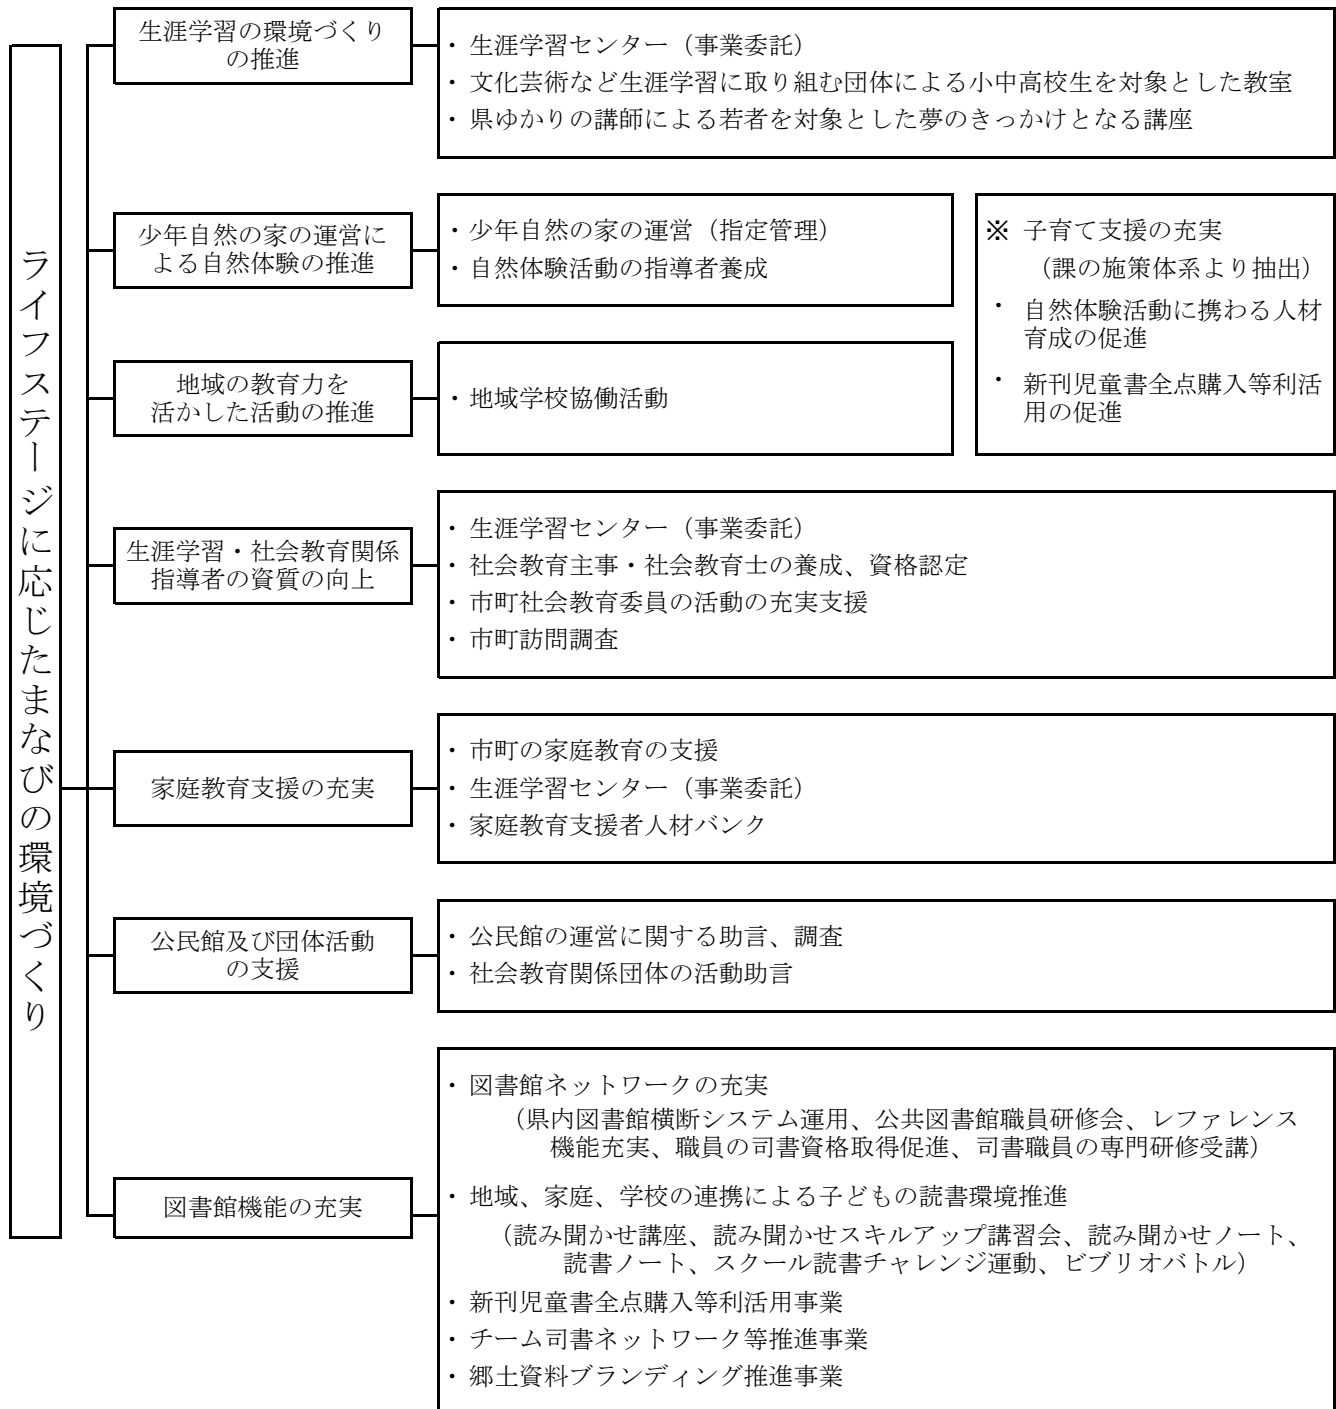 ライフステージに応じたまなびの環境づくり
生涯学習の環境づくり
の推進
・生涯学習センター（事業委託）
・文化芸術など生涯学習に取り組む団体による小中高校生を対象とした教室
・県ゆかりの講師による若者を対象とした夢のきっかけとなる講座
少年自然の家の運営に
よる自然体験の推進
・少年自然の家の運営（指定管理）
・自然体験活動の指導者養成
※ 子育て支援の充実
（課の施策体系より抽出）
・ 自然体験活動に携わる人材
育成の促進
・ 新刊児童書全点購入等利活
用の促進
地域の教育力を
活かした活動の推進
・地域学校協働活動
生涯学習・社会教育関係
指導者の資質の向上
・生涯学習センター（事業委託）
・社会教育主事・社会教育士の養成、資格認定
・市町社会教育委員の活動の充実支援
・市町訪問調査
家庭教育支援の充実
・市町の家庭教育の支援
・生涯学習センター（事業委託）
・家庭教育支援者人材バンク
公民館及び団体活動
の支援
・公民館の運営に関する助言、調査
・社会教育関係団体の活動助言
図書館機能の充実
・図書館ネットワークの充実
（県内図書館横断システム運用、公共図書館職員研修会、レファレンス
機能充実、職員の司書資格取得促進、司書職員の専門研修受講）
・地域、家庭、学校の連携による子どもの読書環境推進
（読み聞かせ講座、読み聞かせスキルアップ講習会、読み聞かせノート、
読書ノート、スクール読書チャレンジ運動、ビブリオバトル）
・新刊児童書全点購入等利活用事業
・チーム司書ネットワーク等推進事業
・郷土資料ブランディング推進事業